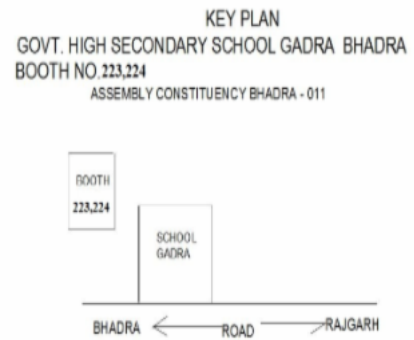 KEY PLAN
GOVT. HIGH SECONDARY SCHOOL GADRA BHADRA
BOOTH NO.223,224
ASSEMBLY CONSTITUENCY BHADRA - 011
BOOTH
223,224
SCHOOL
GADRA
BHADRA ROAD RAJGARH